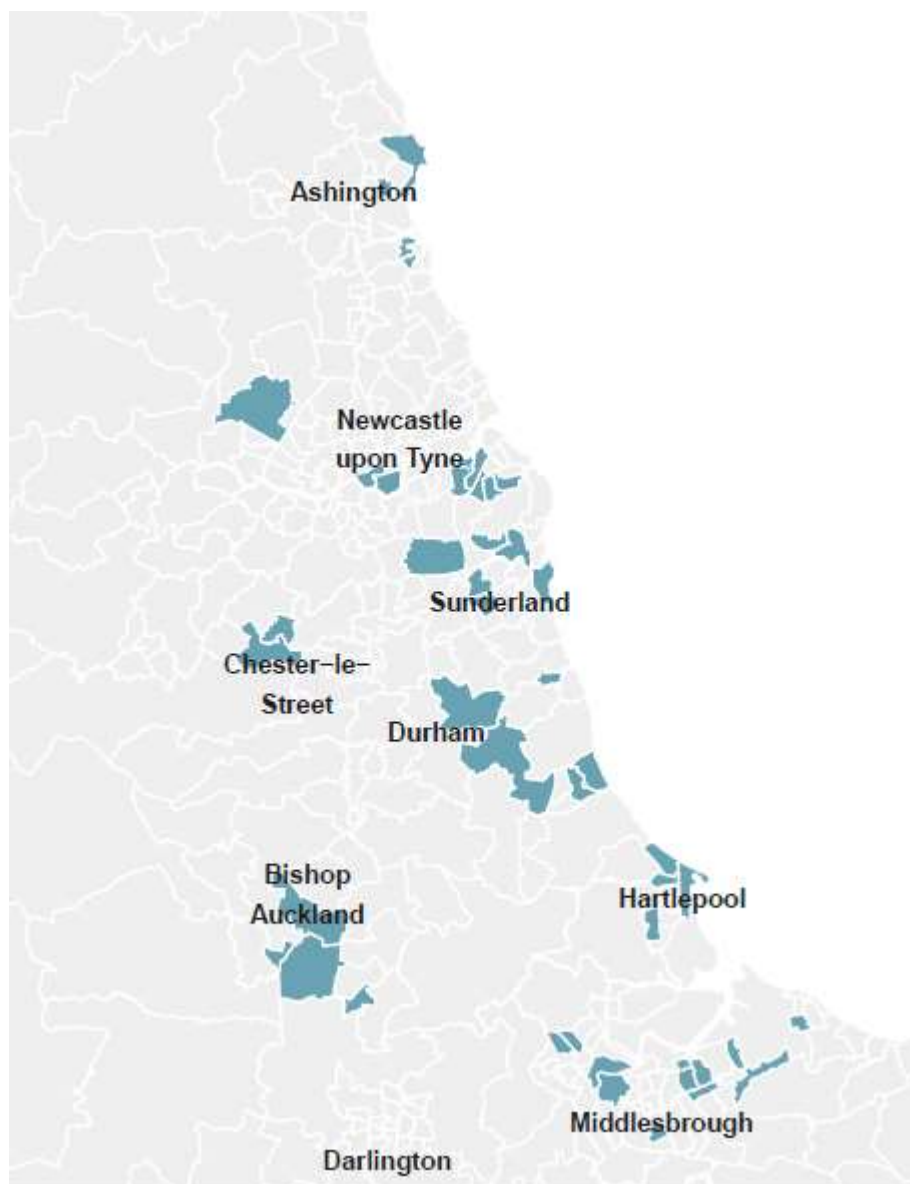 Ashington
Newcastle
upon Tyne
Sunderland
Chester-le-
Street
Durham
Bishop
Auckland
Hartlepool
Middlesbrough
Darlington